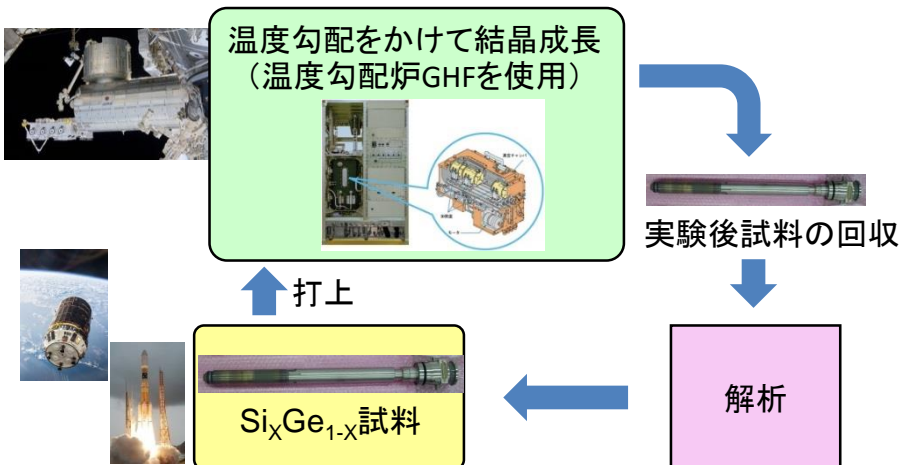 温度勾配をかけて結晶成長
（温度勾配炉GHFを使用）
実験後試料の回収
打上
SiXGe1-X試料
解析